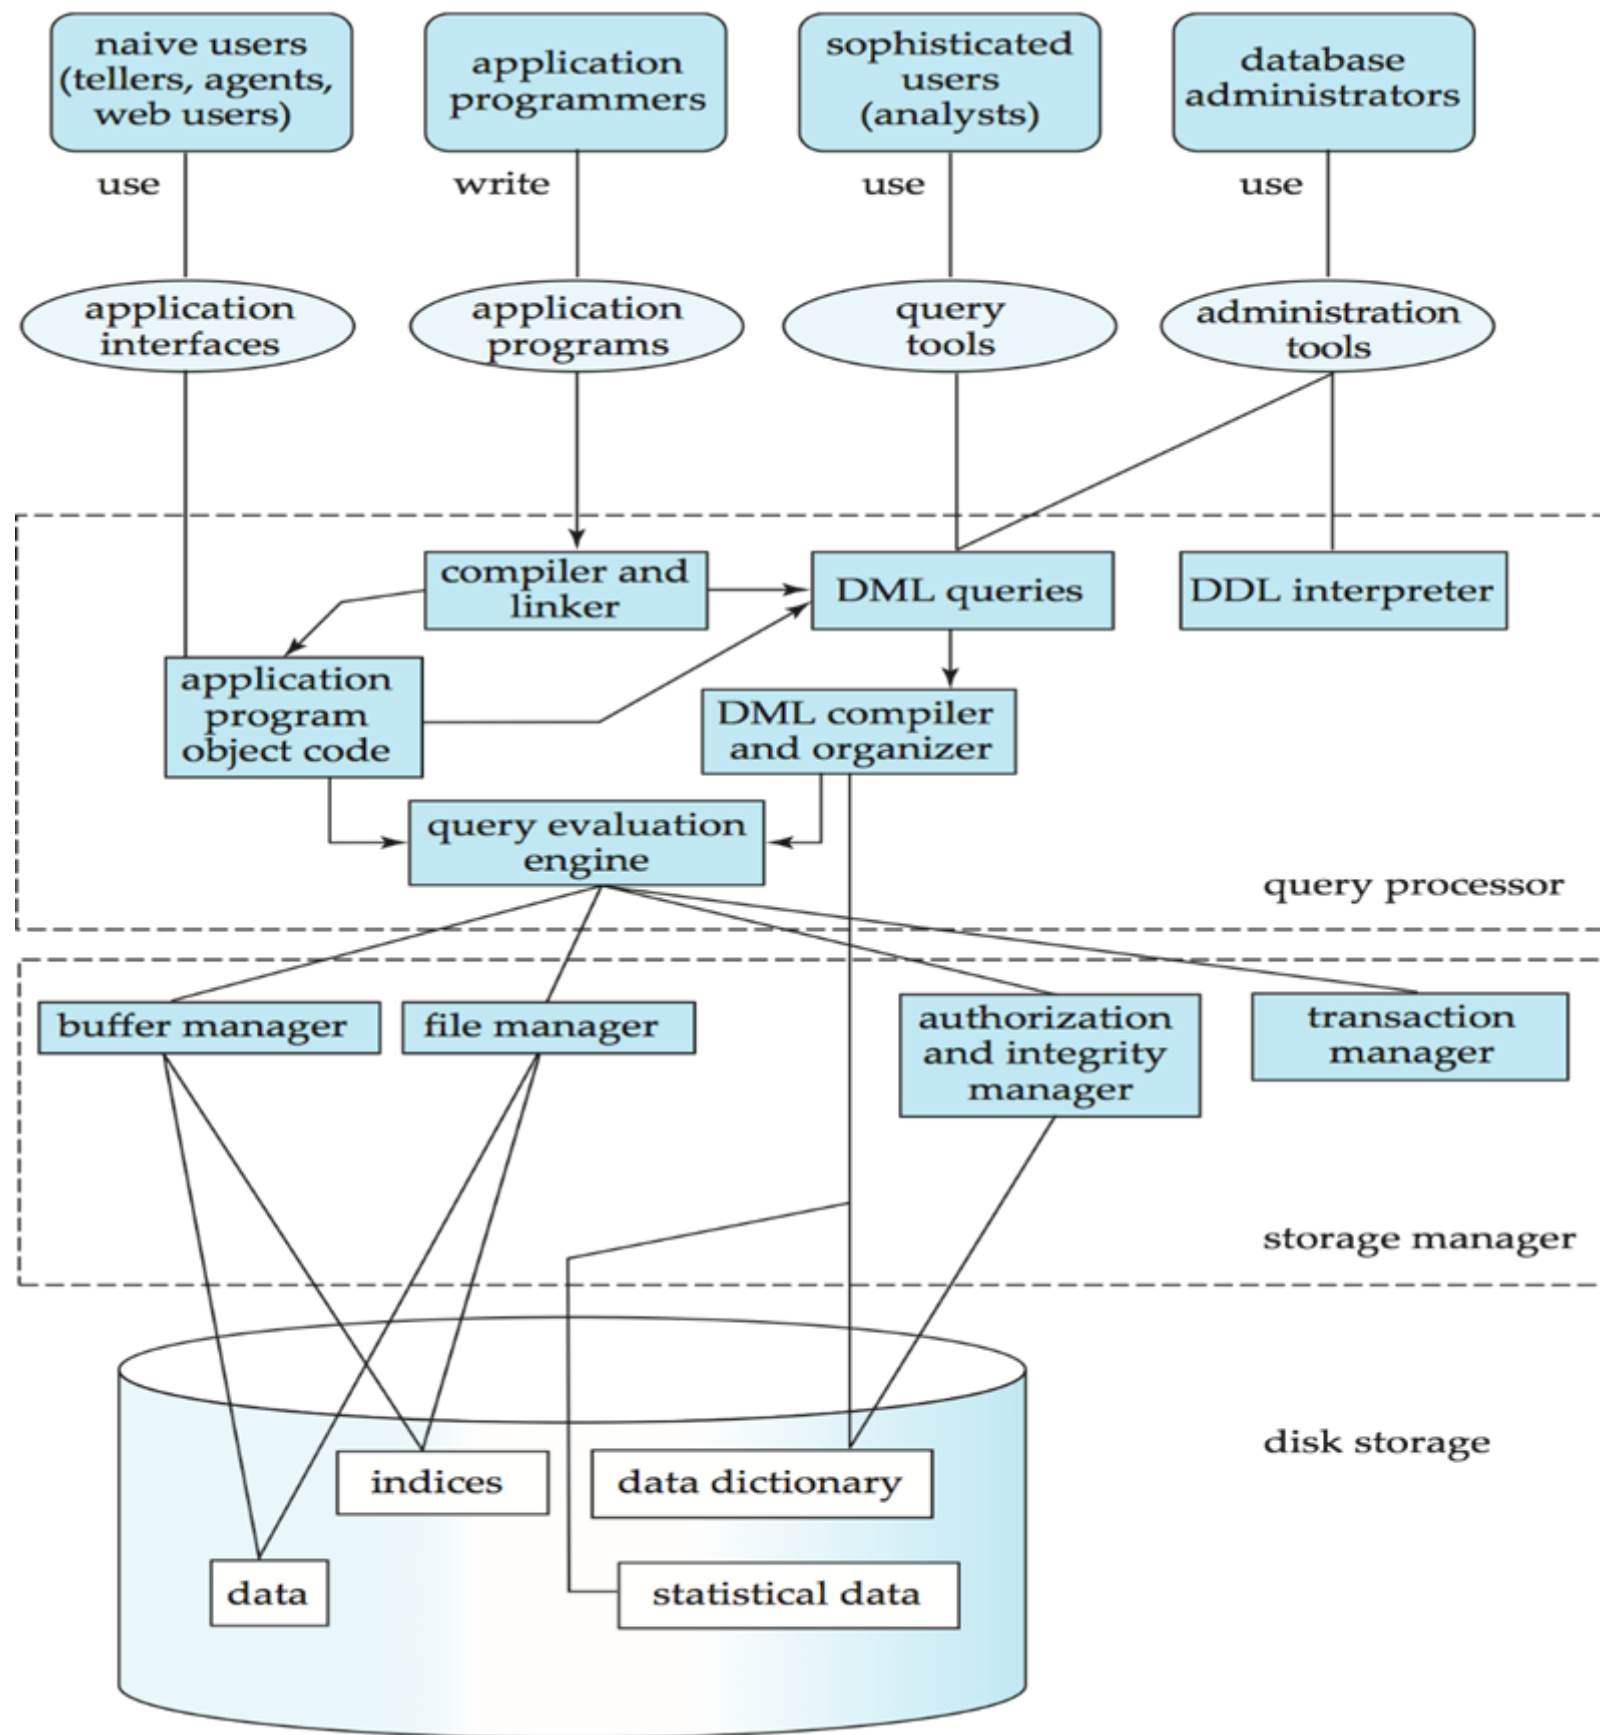 naive users
(tellers, agents,
web users)
application
programmers
sophisticated
users
(analysts)
database
administrators
use
write
use
use
application
interfaces
application
programs
query
tools
administration
tools
compiler and
linker
DML queries
DDL interpreter
application
program
object code
DML compiler
and organizer
query evaluation
engine
query processor
buffer manager
file manager
authorization
and integrity
manager
transaction
manager
storage manager
disk storage
indices
data dictionary
data
statistical data